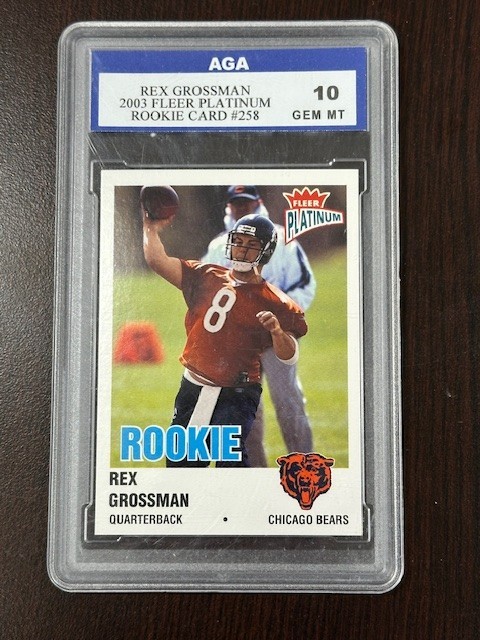 AGA
REX GROSSMAN
2003 FLEER PLATINUM
ROOKIE CARD #258
10
GEM MT
FLEER
PLATINUM
8
ROOKIE
REX
GROSSMAN
QUARTERBACK • CHICAGO BEARS